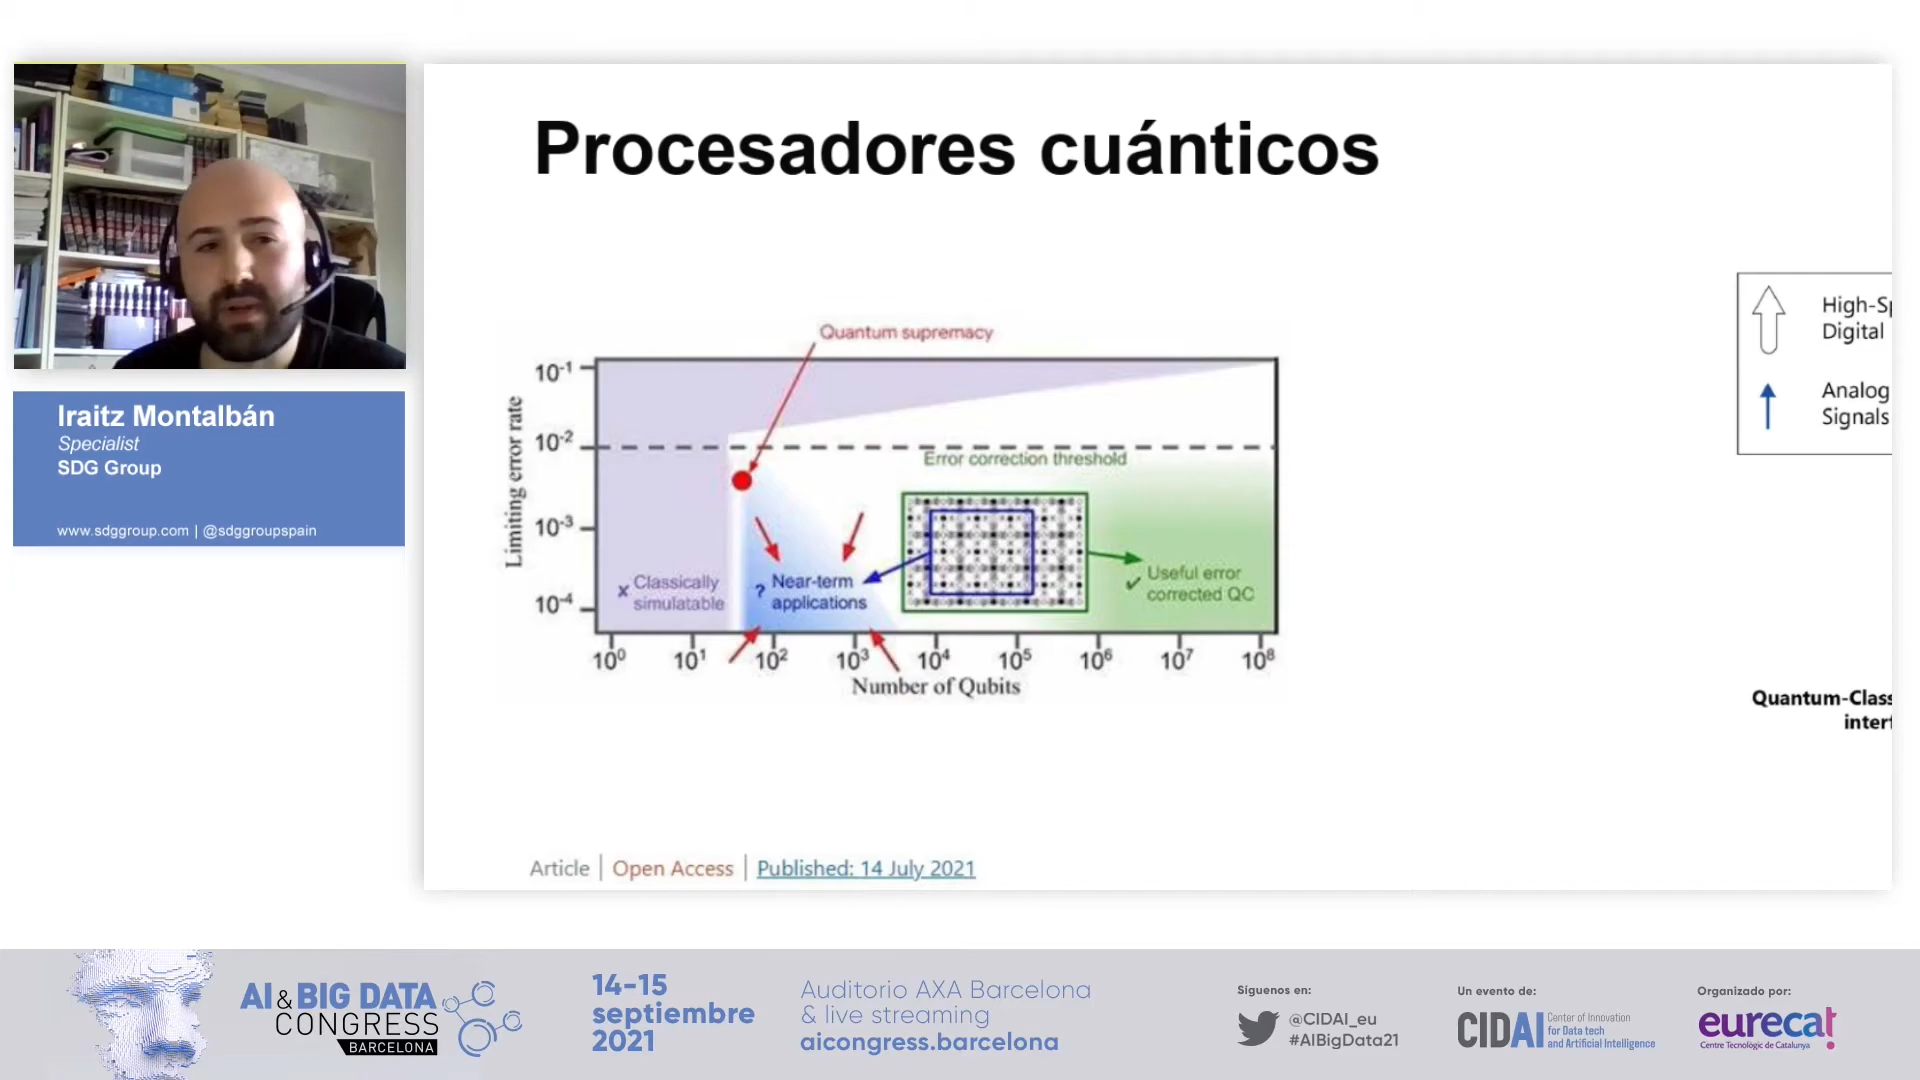 Procesadores cuánticos
Iraitz Montalbán
Specialist
SDG Group
www.sdggroup.com | @sdggroupspain
Quantum supremacy
Limiting error rate
10-1
10-2
10-3
10-4
Error correction threshold
x Classically
simulatable
? Near-term
applications
✓ Useful error
corrected QC
10⁰ 10¹ 10² 10³ 10⁴ 10⁵ 10⁶ 10⁷ 10⁸
Number of Qubits
High-S
Digital
Analog
Signals
Quantum-Clas
inter
Article | Open Access | Published: 14 July 2021
AI & BIG DATA
CONGRESS
BARCELONA
14-15
septiembre
2021
Auditorio AXA Barcelona
& live streaming
aicongress.barcelona
Síguenos en:
@CIDAI_eu
#AIBigData21
Un evento de:
CIDAI
Center of Innovation
for Data tech
and Artificial Intelligence
Organizado por:
eurecat
Centre Tecnològic de Catalunya